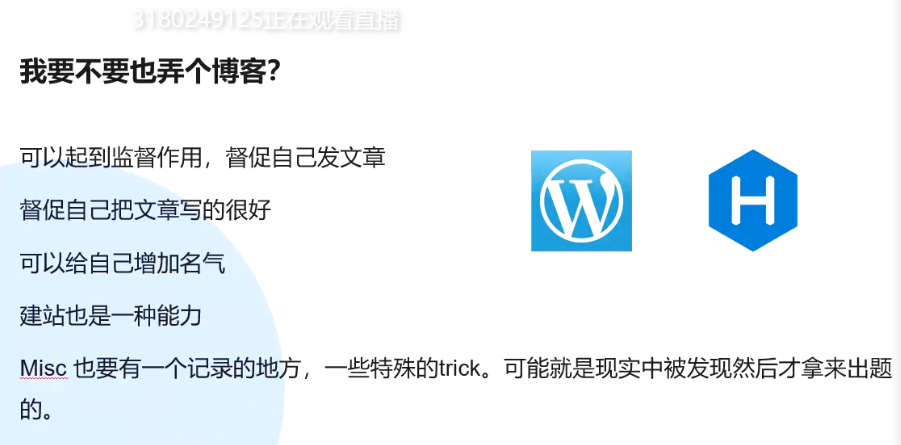 3180249125正在观看直播
我要不要也弄个博客？
可以起到监督作用，督促自己发文章
督促自己把文章写的很好
可以给自己增加名气
建站也是一种能力
Misc 也要有一个记录的地方，一些特殊的trick。可能就是现实中被发现然后才拿来出题
的。